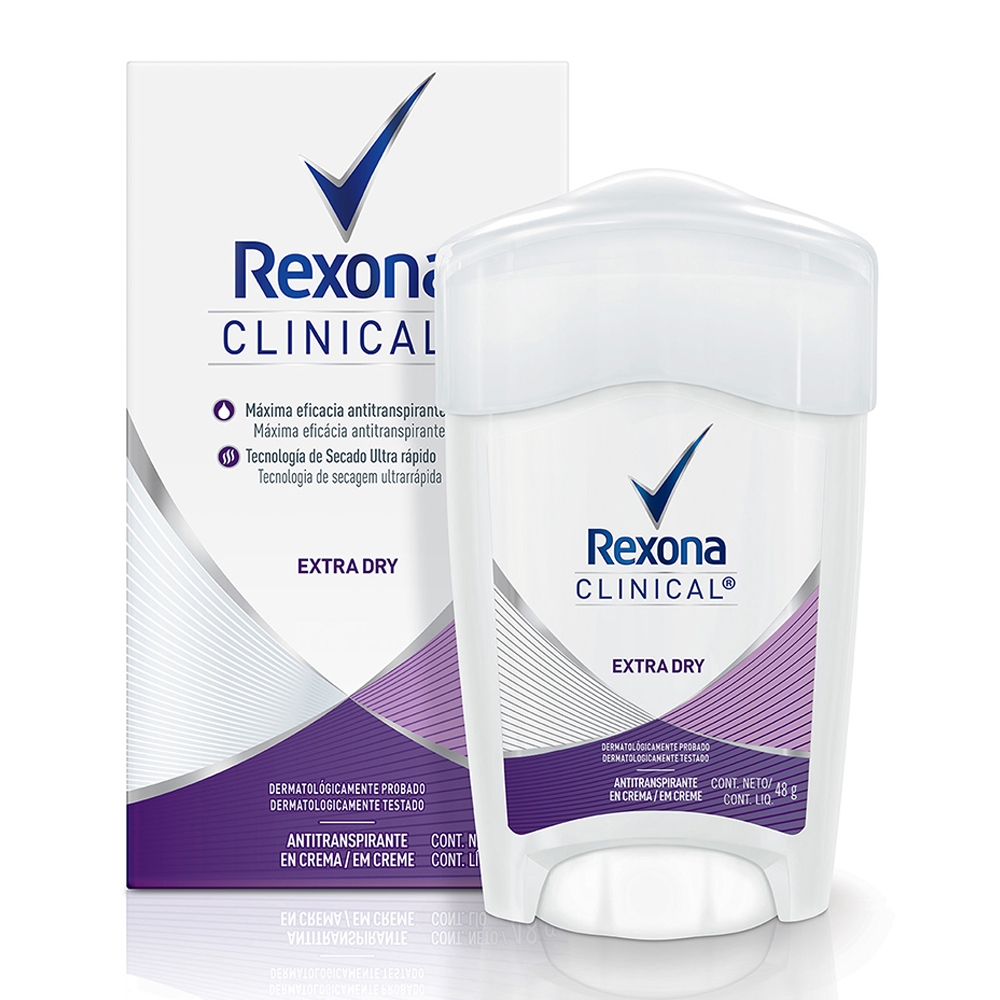 Rexona
CLINICAL
Máxima eficacia antitranspirante
Máxima eficácia antitranspirante
Tecnología de Secado Ultra rápido
Tecnologia de secagem ultrarrápida
EXTRA DRY
DERMATOLÓGICAMENTE PROBADO
DERMATOLOGICAMENTE TESTADO
ANTITRANSPIRANTE
EN CREMA / EM CREME
CONT.
CONT.
Rexona
CLINICAL®
EXTRA DRY
DERMATOLÓGICAMENTE PROBADO
DERMATOLOGICAMENTE TESTADO
ANTITRANSPIRANTE
EN CREMA / EM CREME
CONT. NETO/
CONT. LIQ.
48 g